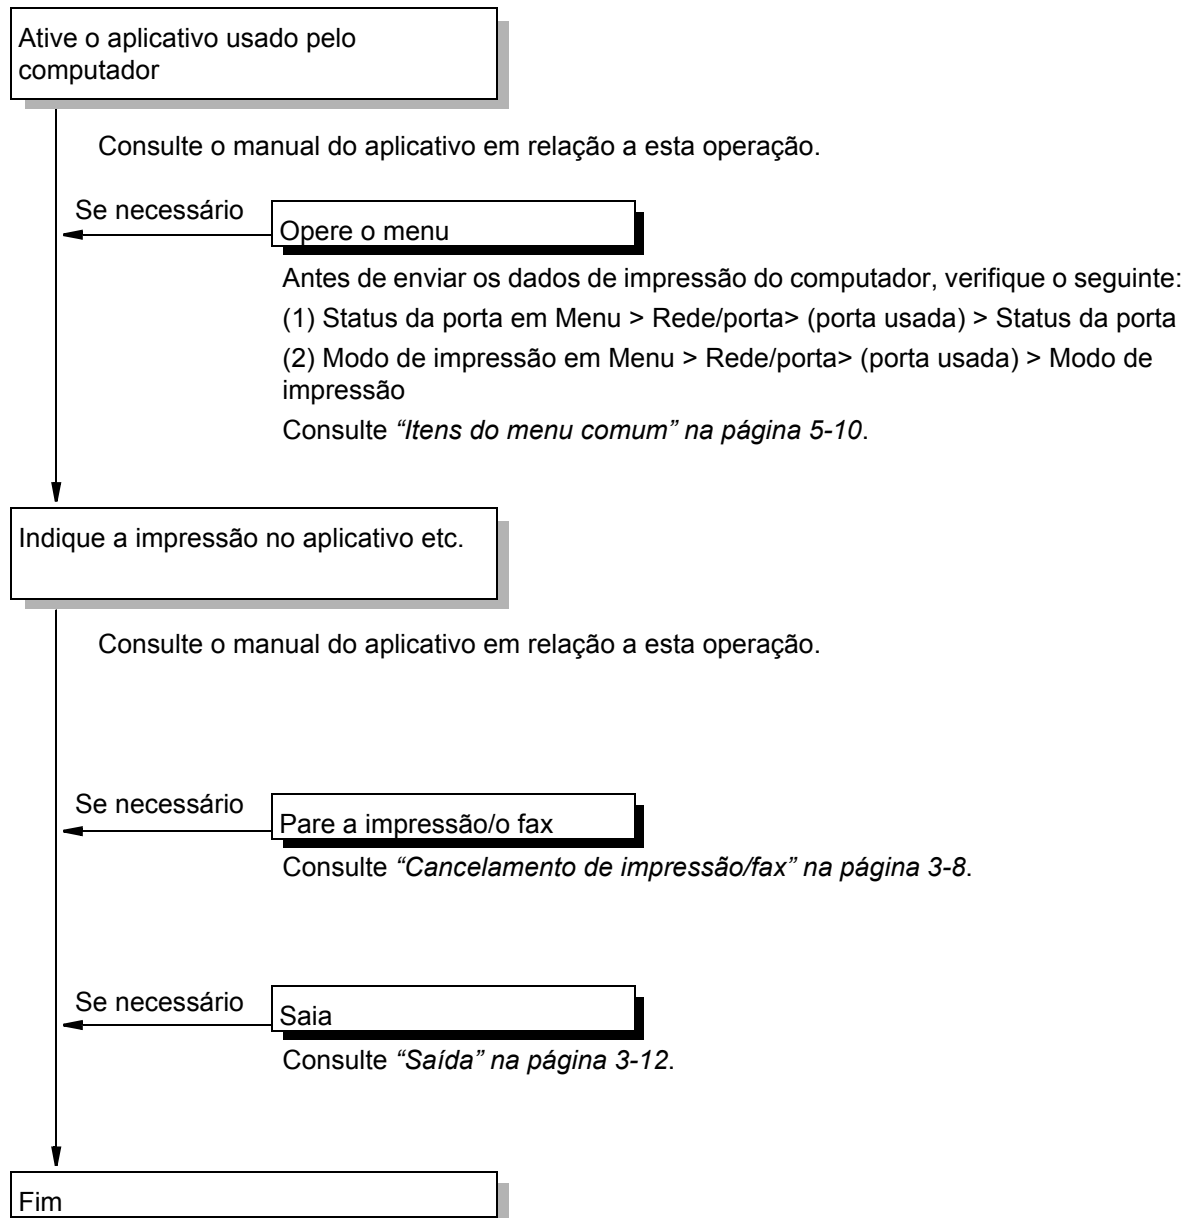 Ative o aplicativo usado pelo
computador
Consulte o manual do aplicativo em relação a esta operação.
Se necessário
Opere o menu
Antes de enviar os dados de impressão do computador, verifique o seguinte:
(1) Status da porta em Menu > Rede/porta> (porta usada) > Status da porta
(2) Modo de impressão em Menu > Rede/porta> (porta usada) > Modo de
impressão
Consulte “Itens do menu comum” na página 5-10.
Indique a impressão no aplicativo etc.
Consulte o manual do aplicativo em relação a esta operação.
Se necessário
Pare a impressão/o fax
Consulte “Cancelamento de impressão/fax” na página 3-8.
Se necessário
Saia
Consulte “Saída” na página 3-12.
Fim